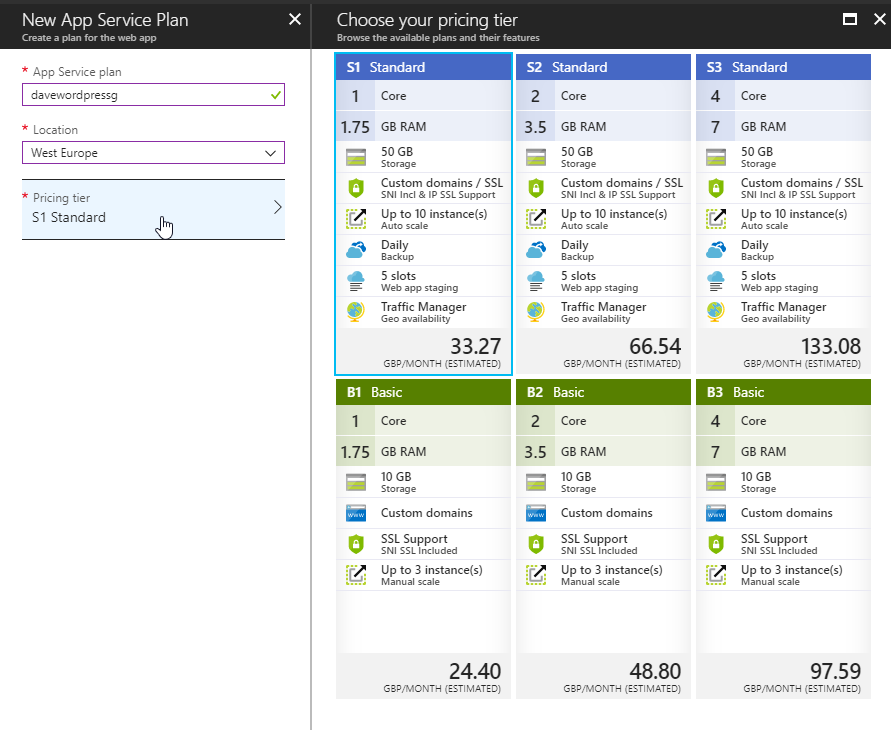 New App Service Plan
Create a plan for the web app
* App Service plan
davewordpressg
* Location
West Europe
* Pricing tier
S1 Standard
Choose your pricing tier
Browse the available plans and their features
S1 Standard
1 Core
1.75 GB RAM
50 GB
Storage
Custom domains / SSL
SNI Incl & IP SSL Support
Up to 10 instance(s)
Auto scale
Daily
Backup
5 slots
Web app staging
Traffic Manager
Geo availability
33.27
GBP/MONTH (ESTIMATED)
S2 Standard
2 Core
3.5 GB RAM
50 GB
Storage
Custom domains / SSL
SNI Incl & IP SSL Support
Up to 10 instance(s)
Auto scale
Daily
Backup
5 slots
Web app staging
Traffic Manager
Geo availability
66.54
GBP/MONTH (ESTIMATED)
S3 Standard
4 Core
7 GB RAM
50 GB
Storage
Custom domains / SSL
SNI Incl & IP SSL Support
Up to 10 instance(s)
Auto scale
Daily
Backup
5 slots
Web app staging
Traffic Manager
Geo availability
133.08
GBP/MONTH (ESTIMATED)
B1 Basic
1 Core
1.75 GB RAM
10 GB
Storage
www
Custom domains
SSL Support
SNI SSL Included
Up to 3 instance(s)
Manual scale
24.40
GBP/MONTH (ESTIMATED)
B2 Basic
2 Core
3.5 GB RAM
10 GB
Storage
www
Custom domains
SSL Support
SNI SSL Included
Up to 3 instance(s)
Manual scale
48.80
GBP/MONTH (ESTIMATED)
B3 Basic
4 Core
7 GB RAM
10 GB
Storage
www
Custom domains
SSL Support
SNI SSL Included
Up to 3 instance(s)
Manual scale
97.59
GBP/MONTH (ESTIMATED)